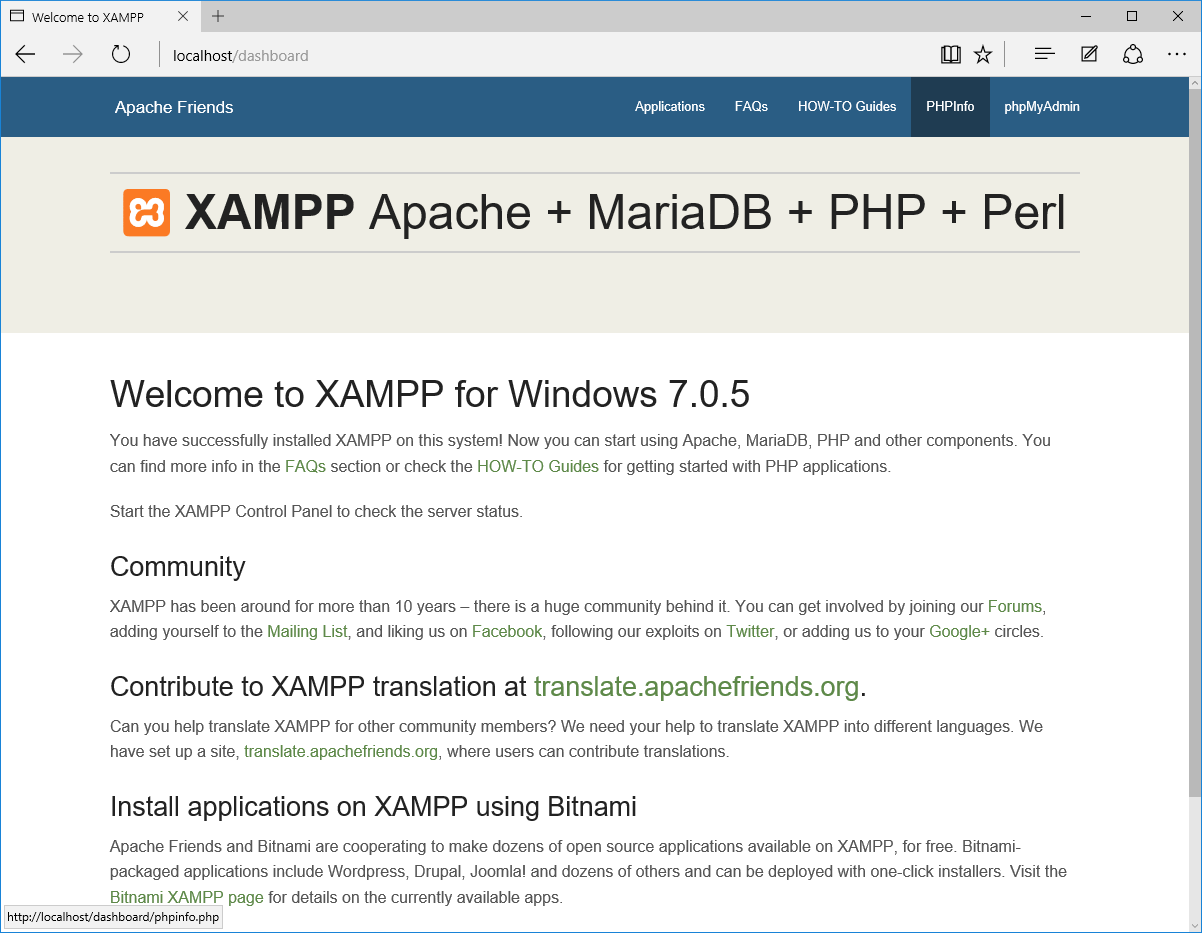 Welcome to XAMPP
localhost/dashboard
Apache Friends
Applications
FAQs
HOW-TO Guides
PHPInfo
phpMyAdmin
XAMPP Apache + MariaDB + PHP + Perl
Welcome to XAMPP for Windows 7.0.5
You have successfully installed XAMPP on this system! Now you can start using Apache, MariaDB, PHP and other components. You
can find more info in the FAQs section or check the HOW-TO Guides for getting started with PHP applications.
Start the XAMPP Control Panel to check the server status.
Community
XAMPP has been around for more than 10 years – there is a huge community behind it. You can get involved by joining our Forums,
adding yourself to the Mailing List, and liking us on Facebook, following our exploits on Twitter, or adding us to your Google+ circles.
Contribute to XAMPP translation at translate.apachefriends.org.
Can you help translate XAMPP for other community members? We need your help to translate XAMPP into different languages. We
have set up a site, translate.apachefriends.org, where users can contribute translations.
Install applications on XAMPP using Bitnami
Apache Friends and Bitnami are cooperating to make dozens of open source applications available on XAMPP, for free. Bitnami-
packaged applications include Wordpress, Drupal, Joomla! and dozens of others and can be deployed with one-click installers. Visit the
Bitnami XAMPP page for details on the currently available apps.
http://localhost/dashboard/phpinfo.php